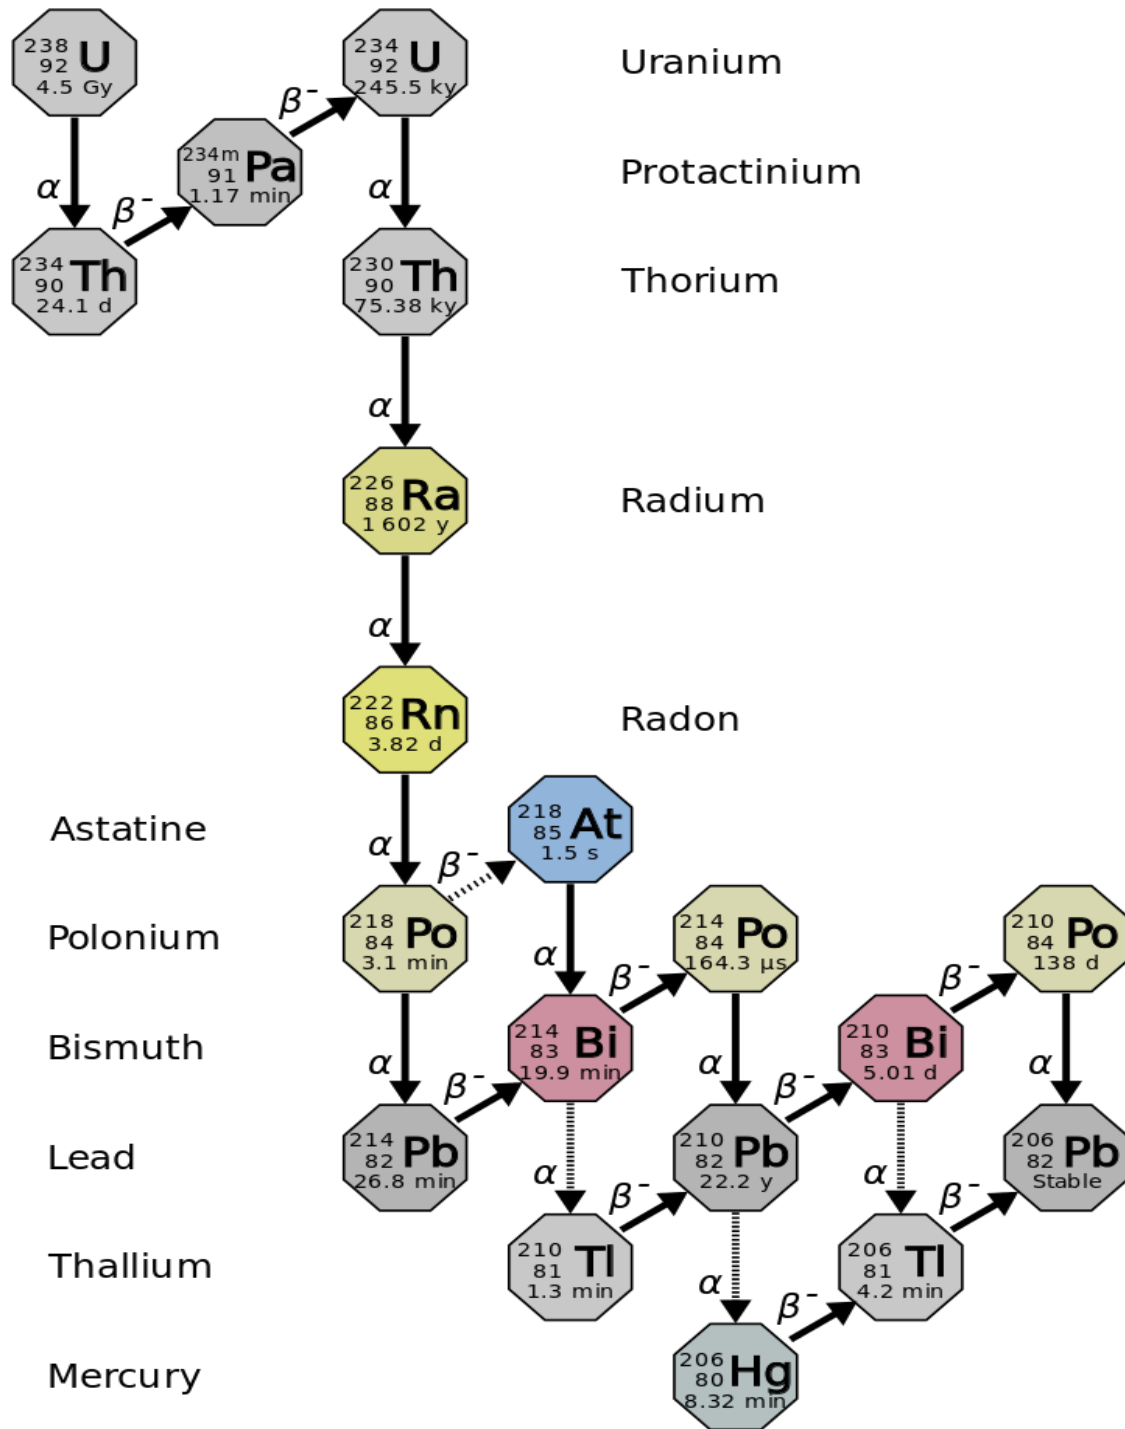 238
92 U
4.5 Gy
234
92 U
245.5 ky
Uranium
β⁻
234m
91 Pa
1.17 min
Protactinium
α
β⁻
α
234
90 Th
24.1 d
230
90 Th
75.38 ky
Thorium
α
226
88 Ra
1 602 y
Radium
α
222
86 Rn
3.82 d
Radon
Astatine
α
β⁻
218
85 At
1.5 s
Polonium
218
84 Po
3.1 min
α
β⁻
214
84 Po
164.3 µs
β⁻
210
84 Po
138 d
Bismuth
α
β⁻
214
83 Bi
19.9 min
α
β⁻
210
83 Bi
5.01 d
α
Lead
214
82 Pb
26.8 min
α
β⁻
210
82 Pb
22.2 y
α
β⁻
206
82 Pb
Stable
Thallium
210
81 Tl
1.3 min
α
β⁻
206
81 Tl
4.2 min
Mercury
206
80 Hg
8.32 min